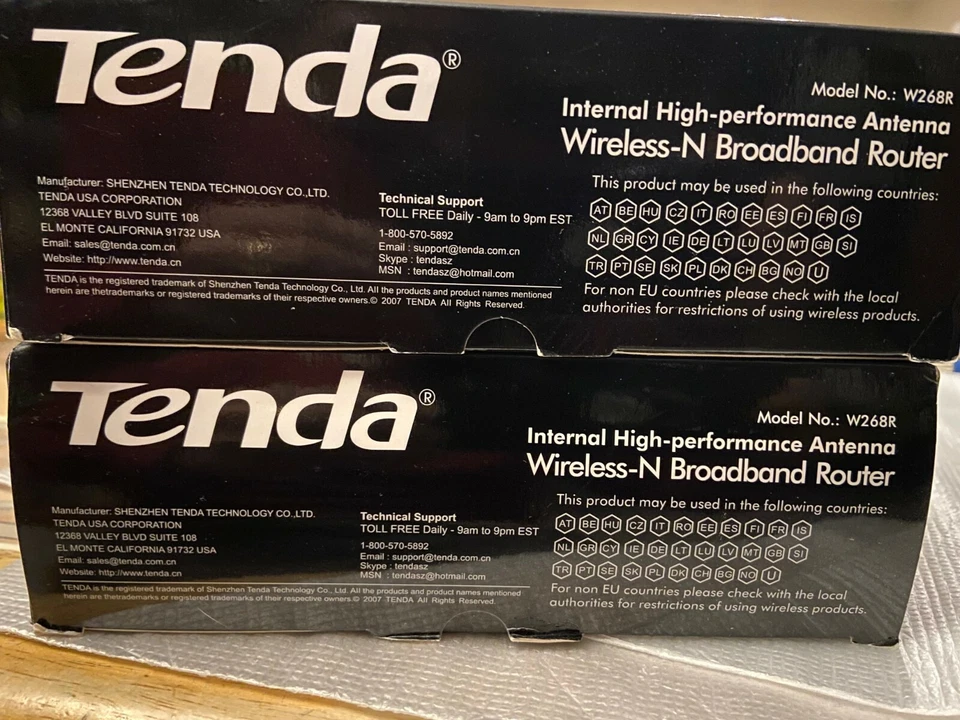 Tenda®
Model No.: W268R
Internal High-performance Antenna
Wireless-N Broadband Router
Manufacturer: SHENZHEN TENDA TECHNOLOGY CO.,LTD.
TENDA USA CORPORATION
12368 VALLEY BLVD SUITE 108
EL MONTE CALIFORNIA 91732 USA
Email: sales@tenda.com.cn
Website: http://www.tenda.cn
Technical Support
TOLL FREE Daily - 9am to 9pm EST
1-800-570-5892
Email : support@tenda.com.cn
Skype : tendasz
MSN : tendasz@hotmail.com
TENDA is the registered trademark of Shenzhen Tenda Technology Co., Ltd. All the products and product names mentioned
herein are thetrademarks or registered trademarks of their respective owners.© 2007 TENDA All Rights Reserved.
This product may be used in the following countries:
AT BE HU CZ IT RO EE ES FI FR IS
NL GR CY IE DE LT LU LV MT GB SI
TR PT SE SK PL DK CH BG NO LI
For non EU countries please check with the local
authorities for restrictions of using wireless products.
Tenda®
Model No.: W268R
Internal High-performance Antenna
Wireless-N Broadband Router
Manufacturer: SHENZHEN TENDA TECHNOLOGY CO.,LTD.
TENDA USA CORPORATION
12368 VALLEY BLVD SUITE 108
EL MONTE CALIFORNIA 91732 USA
Email: sales@tenda.com.cn
Website: http://www.tenda.cn
Technical Support
TOLL FREE Daily - 9am to 9pm EST
1-800-570-5892
Email : support@tenda.com.cn
Skype : tendasz
MSN : tendasz@hotmail.com
TENDA is the registered trademark of Shenzhen Tenda Technology Co., Ltd. All the products and product names mentioned
herein are thetrademarks or registered trademarks of their respective owners.© 2007 TENDA All Rights Reserved.
This product may be used in the following countries:
AT BE HU CZ IT RO EE ES FI FR IS
NL GR CY IE DE LT LU LV MT GB SI
TR PT SE SK PL DK CH BG NO LI
For non EU countries please check with the local
authorities for restrictions of using wireless products.